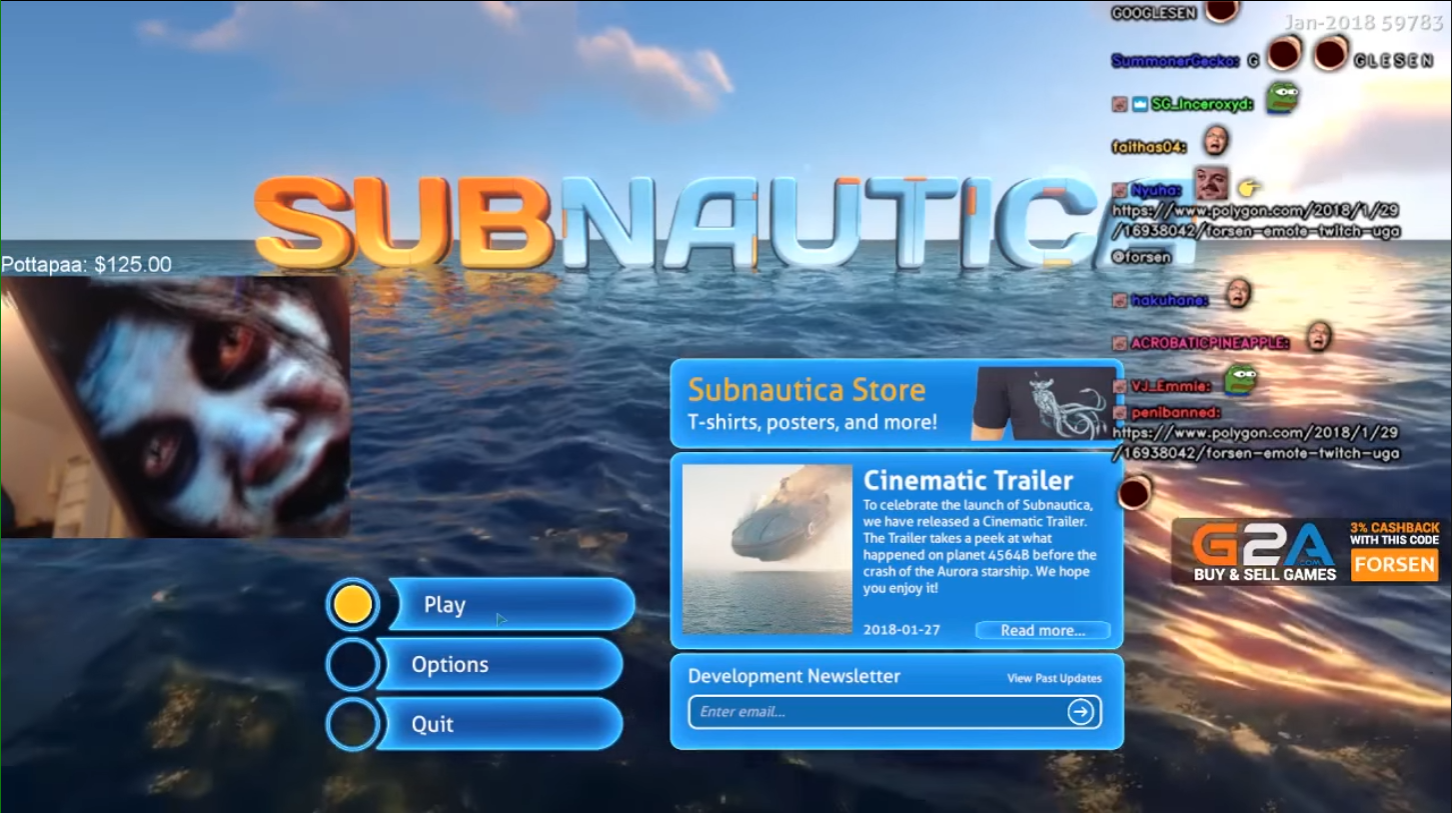 GOOGLESEN
Jan-2018 59783
SummonerGecko: G GLESEN
SG_Inceroxyd:
faithas04:
SUBNAUTICA
Nyuha:
https://www.polygon.com/2018/1/29
/16938042/forsen-emote-twitch-uga
@forsen
Pottapaa: $125.00
hakuhane:
ACROBATICPINEAPPLE:
VJ_Emmie:
penibanned:
https://www.polygon.com/2018/1/29
/16938042/forsen-emote-twitch-uga
Subnautica Store
T-shirts, posters, and more!
Cinematic Trailer
To celebrate the launch of Subnautica,
we have released a Cinematic Trailer.
The Trailer takes a peek at what
happened on planet 4564B before the
crash of the Aurora starship. We hope
you enjoy it!
2018-01-27
Read more...
G2A
.COM
BUY & SELL GAMES
3% CASHBACK
WITH THIS CODE
FORSEN
Play
Options
Quit
Development Newsletter
View Past Updates
Enter email...